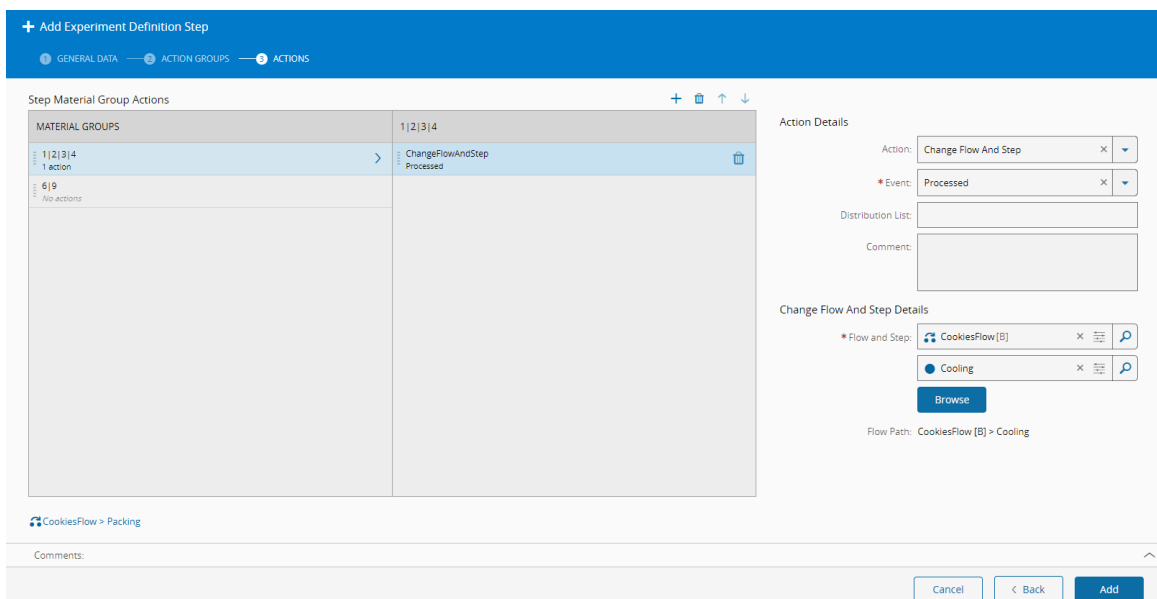 Add Experiment Definition Step
1 GENERAL DATA 2 ACTION GROUPS 3 ACTIONS
Step Material Group Actions
MATERIAL GROUPS
1|2|3|4
1|2|3|4
1 action
ChangeFlowAndStep
Processed
6|9
No actions
Action Details
Action: Change Flow And Step
* Event: Processed
Distribution List:
Comment:
Change Flow And Step Details
* Flow and Step: CookiesFlow [B]
Cooling
Browse
Flow Path: CookiesFlow [B] > Cooling
CookiesFlow > Packing
Comments:
Cancel
< Back
Add